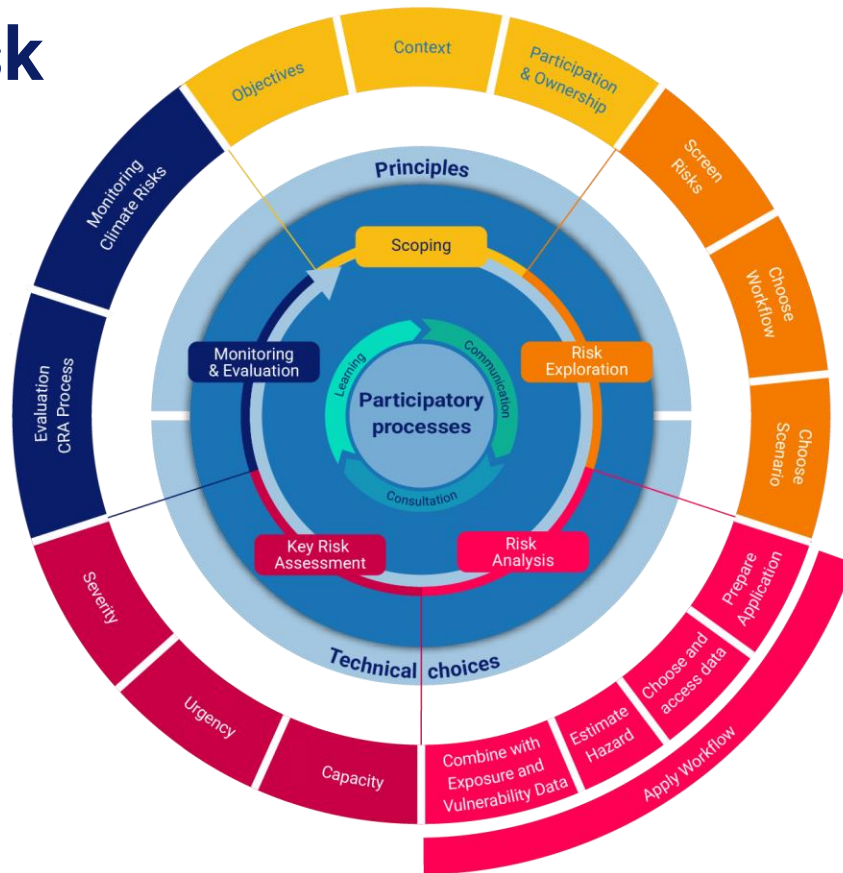 sk
Objectives
Context
Participation
& Ownership
Screen
Risks
Choose
Workflow
Choose
Scenario
Prepare
Application
Choose and
access data
Estimate
Hazard
Combine with
Exposure and
Vulnerability Data
Apply Workflow
Capacity
Urgency
Severity
Evaluation
CRA Process
Monitoring
Climate Risks
Principles
Scoping
Risk
Exploration
Risk
Analysis
Key Risk
Assessment
Monitoring
& Evaluation
Learning
Communication
Consultation
Participatory
processes
Technical choices